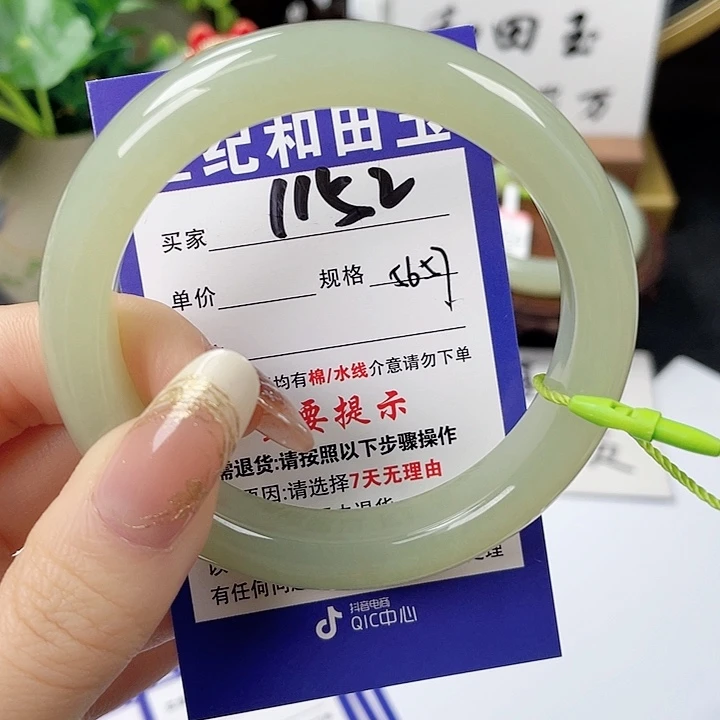 和田玉
万
纪和田玉
1152
买家
单价 规格
均有棉/水线介意请勿下单
要提示
需退货:请按照以下步骤操作
因:请选择7天无理由
有任何问
理
抖音电商
QIC中心